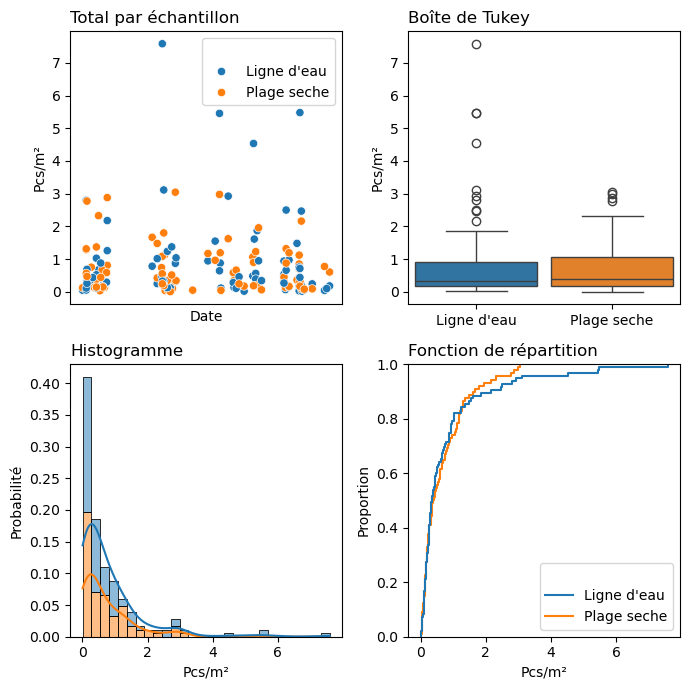 Total par échantillon
Pcs/m²
7
6
5
4
3
2
1
0
Ligne d'eau
Plage seche
Date
Boîte de Tukey
Pcs/m²
7
6
5
4
3
2
1
0
Ligne d'eau Plage seche
Histogramme
Probabilité
0.40
0.35
0.30
0.25
0.20
0.15
0.10
0.05
0.00
0 2 4 6
Pcs/m²
Fonction de répartition
Proportion
1.0
0.8
0.6
0.4
0.2
0.0
Ligne d'eau
Plage seche
0 2 4 6
Pcs/m²